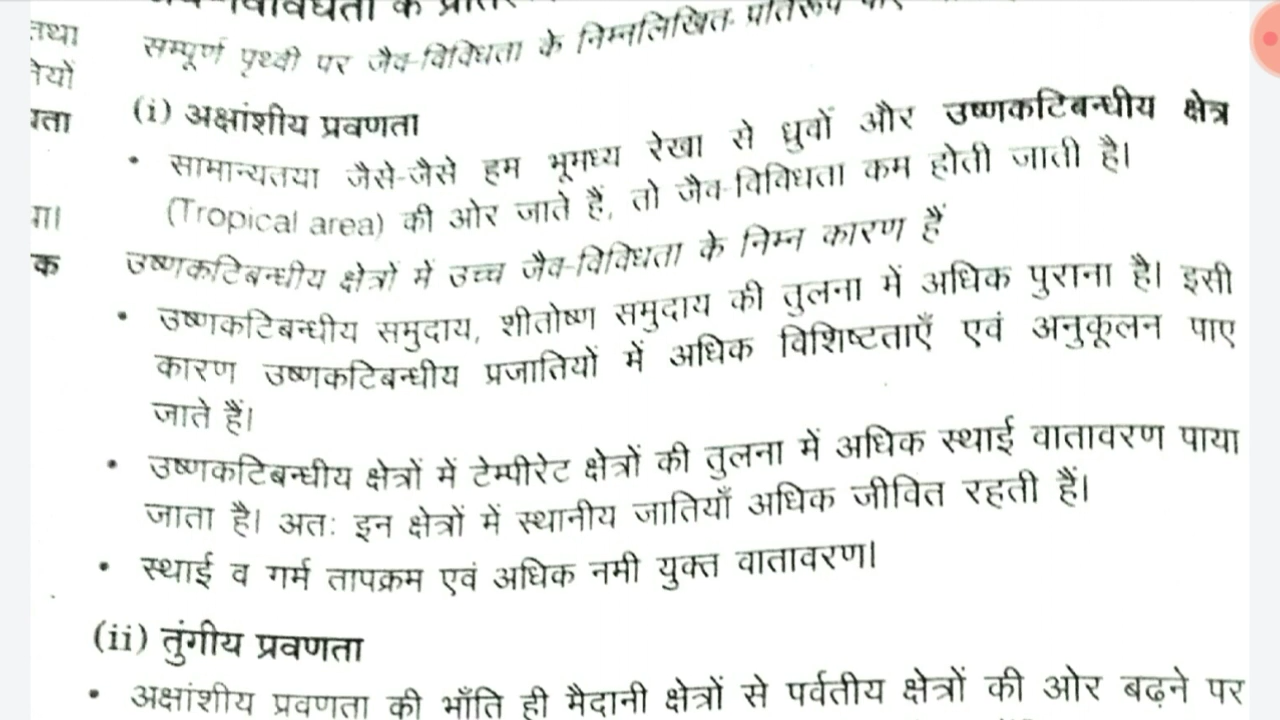 तथा
सम्पूर्ण पृथ्वी पर जैव-विविधता के निम्नलिखित प्रतिरूप
(i) अक्षांशीय प्रवणता
• सामान्यतया जैसे-जैसे हम भूमध्य रेखा से ध्रुवों और उष्णकटिबन्धीय क्षेत्र
(Tropical area) की ओर जाते हैं, तो जैव-विविधता कम होती जाती है।
क
उष्णकटिबन्धीय क्षेत्रों में उच्च जैव-विविधता के निम्न कारण हैं
• उष्णकटिबन्धीय समुदाय, शीतोष्ण समुदाय की तुलना में अधिक पुराना है। इसी
कारण उष्णकटिबन्धीय प्रजातियों में अधिक विशिष्टताएँ एवं अनुकूलन पाए
जाते हैं।
• उष्णकटिबन्धीय क्षेत्रों में टेम्पीरेट क्षेत्रों की तुलना में अधिक स्थाई वातावरण पाया
जाता है। अतः इन क्षेत्रों में स्थानीय जातियाँ अधिक जीवित रहती हैं।
• स्थाई व गर्म तापक्रम एवं अधिक नमी युक्त वातावरण।
(ii) तुंगीय प्रवणता
• अक्षांशीय प्रवणता की भाँति ही मैदानी क्षेत्रों से पर्वतीय क्षेत्रों की ओर बढ़ने पर